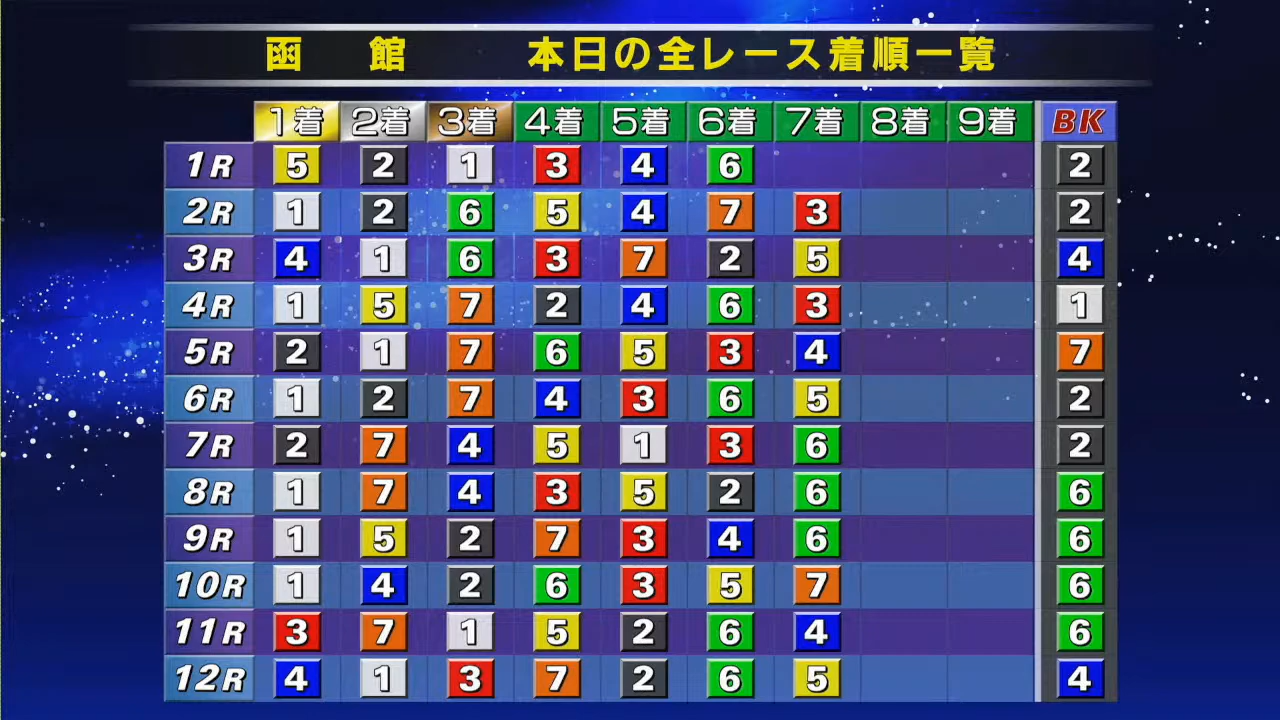 函館 本日の全レース着順一覧
1着 2着 3着 4着 5着 6着 7着 8着 9着 BK
1R 5 2 1 3 4 6 2
2R 1 2 6 5 4 7 3 2
3R 4 1 6 3 7 2 5 4
4R 1 5 7 2 4 6 3 1
5R 2 1 7 6 5 3 4 7
6R 1 2 7 4 3 6 5 2
7R 2 7 4 5 1 3 6 2
8R 1 7 4 3 5 2 6 6
9R 1 5 2 7 3 4 6 6
10R 1 4 2 6 3 5 7 6
11R 3 7 1 5 2 6 4 6
12R 4 1 3 7 2 6 5 4